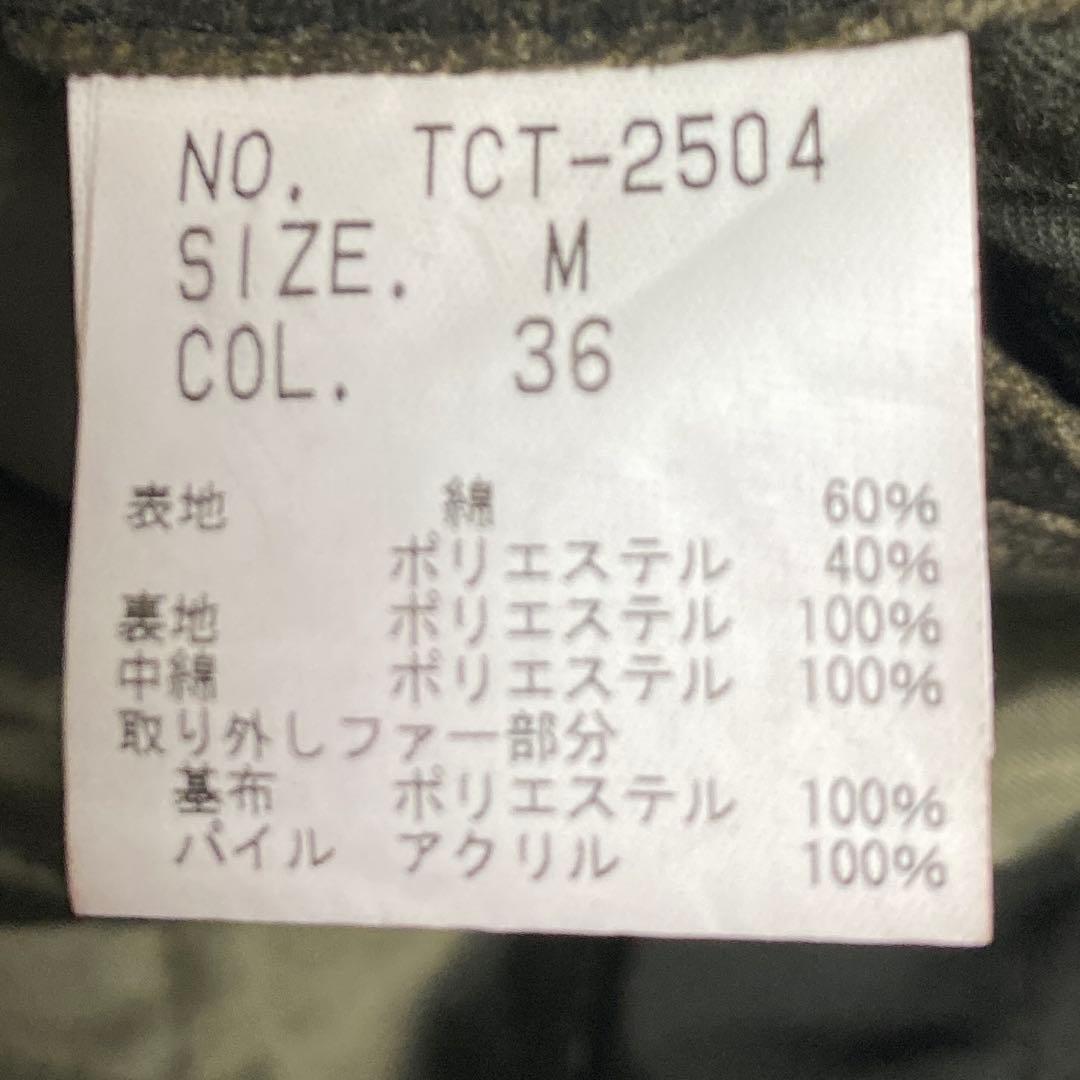 NO. TCT-2504
SIZE. M
COL. 36
表地 綿 60%
ポリエステル 40%
裏地 ポリエステル 100%
中綿 ポリエステル 100%
取り外しファー部分
基布 ポリエステル 100%
パイル アクリル 100%